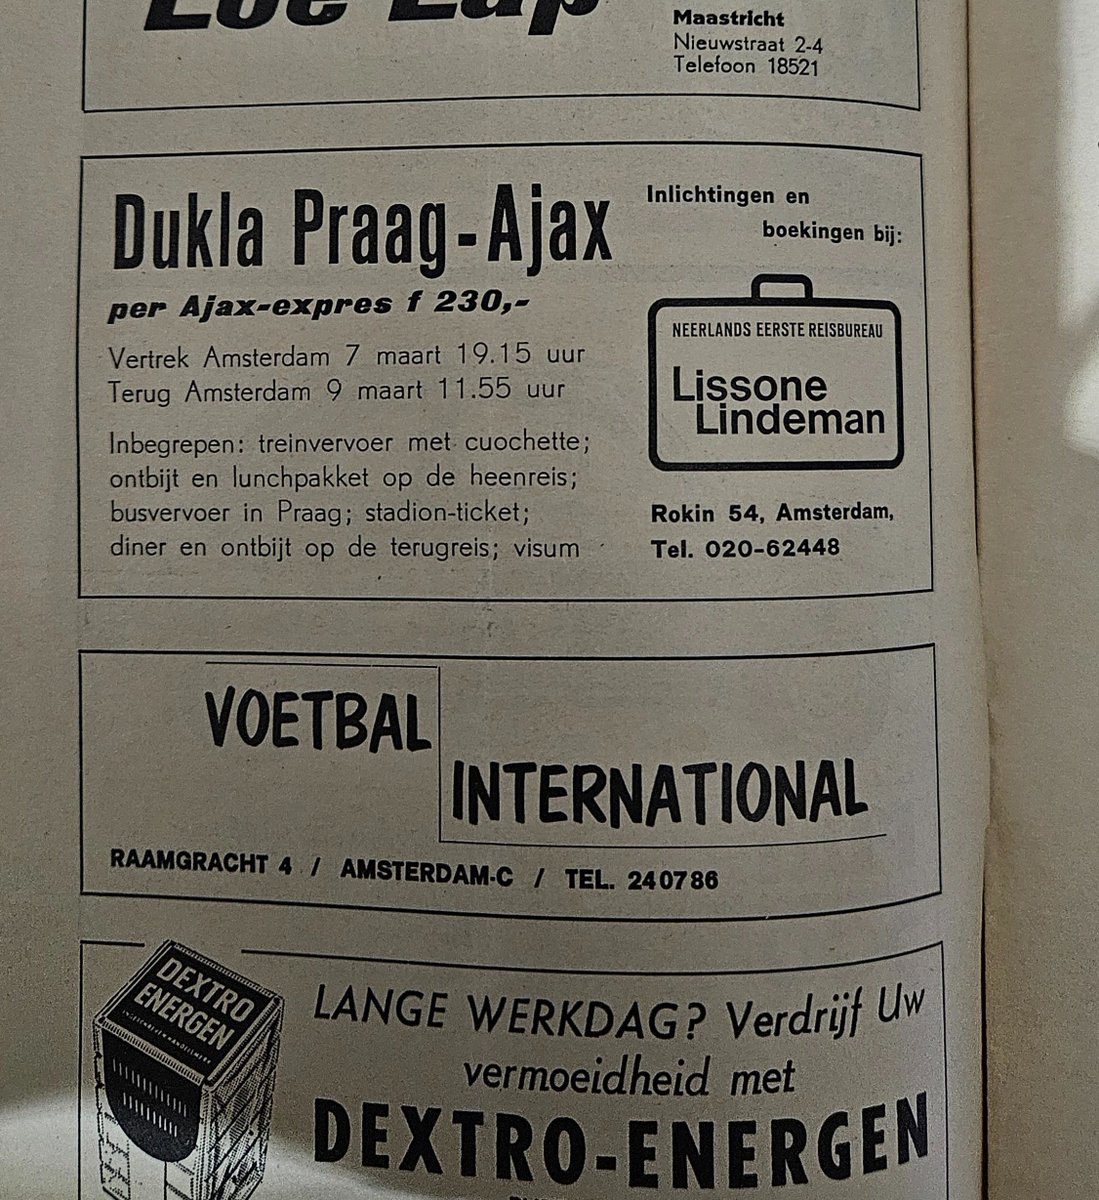 Maastricht
Nieuwstraat 2-4
Telefoon 18521
Dukla Praag-Ajax
per Ajax-expres f 230,-
Vertrek Amsterdam 7 maart 19.15 uur
Terug Amsterdam 9 maart 11.55 uur
Inbegrepen: treinvervoer met cuochette;
ontbijt en lunchpakket op de heenreis;
busvervoer in Praag; stadion-ticket;
diner en ontbijt op de terugreis; visum
Inlichtingen en
boekingen bij:
NEERLANDS EERSTE REISBUREAU
Lissone
Lindeman
Rokin 54, Amsterdam,
Tel. 020-62448
VOETBAL
INTERNATIONAL
RAAMGRACHT 4 / AMSTERDAM-C / TEL. 240786
DEXTRO
ENERGEN
LANGE WERKDAG? Verdrijf Uw
vermoeidheid met
DEXTRO-ENERGEN